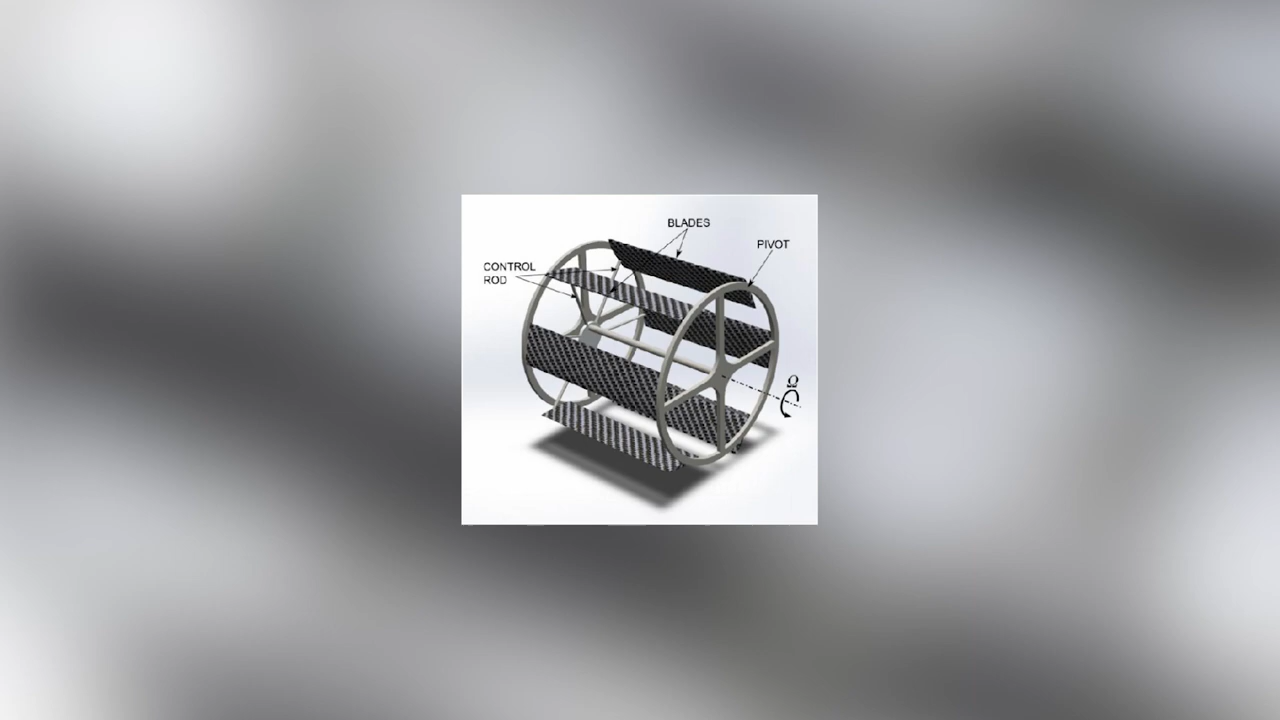 BLADES
PIVOT
CONTROL
ROD
Ω